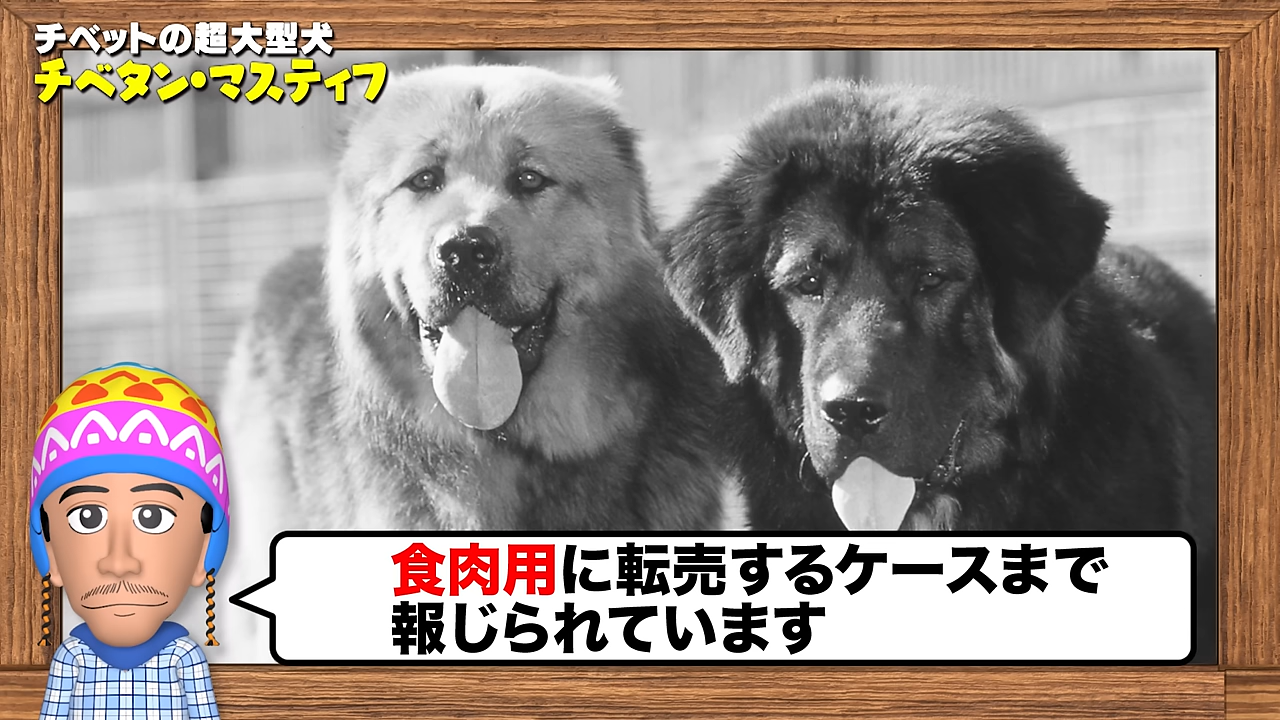 チベットの超大型犬
チベタン・マスティフ
食肉用に転売するケースまで
報じられています